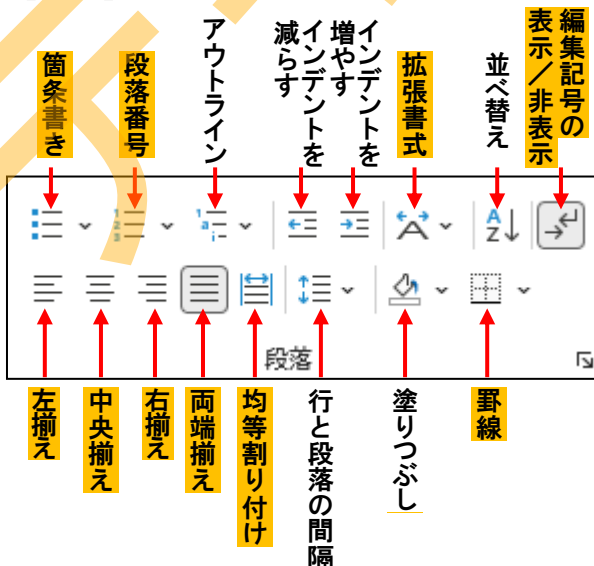 箇条書き
段落番号
アウトライン
インデントを
減らす
インデントを
増やす
拡張書式
並べ替え
編集記号の
表示／非表示
段落
左揃え
中央揃え
右揃え
両端揃え
均等割り付け
行と段落の間隔
塗りつぶし
罫線